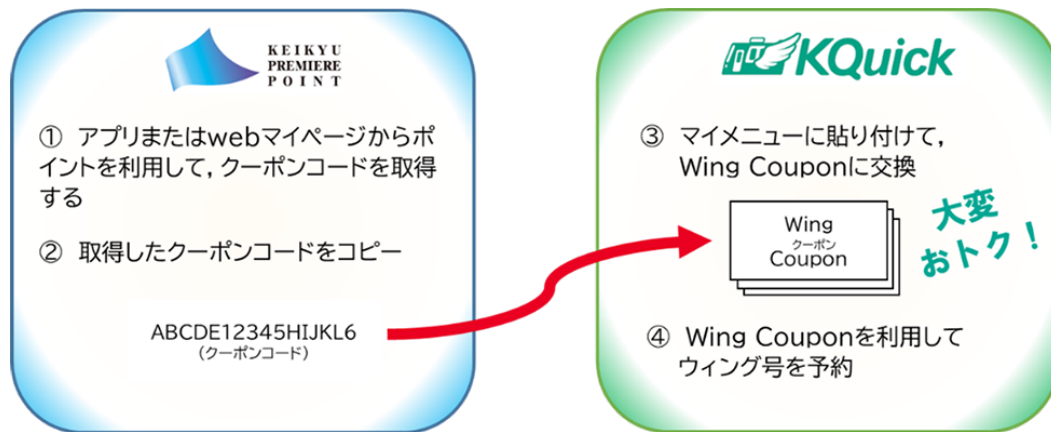 KEIKYU
PREMIERE
POINT
① アプリまたはwebマイページからポ
イントを利用して,クーポンコードを取得
する
② 取得したクーポンコードをコピー
ABCDE12345HIJKL6
(クーポンコード)
KQuick
③ マイメニューに貼り付けて,
Wing Couponに交換
Wing
クーポン
Coupon
大変
おトク!
④ Wing Couponを利用して
ウィング号を予約